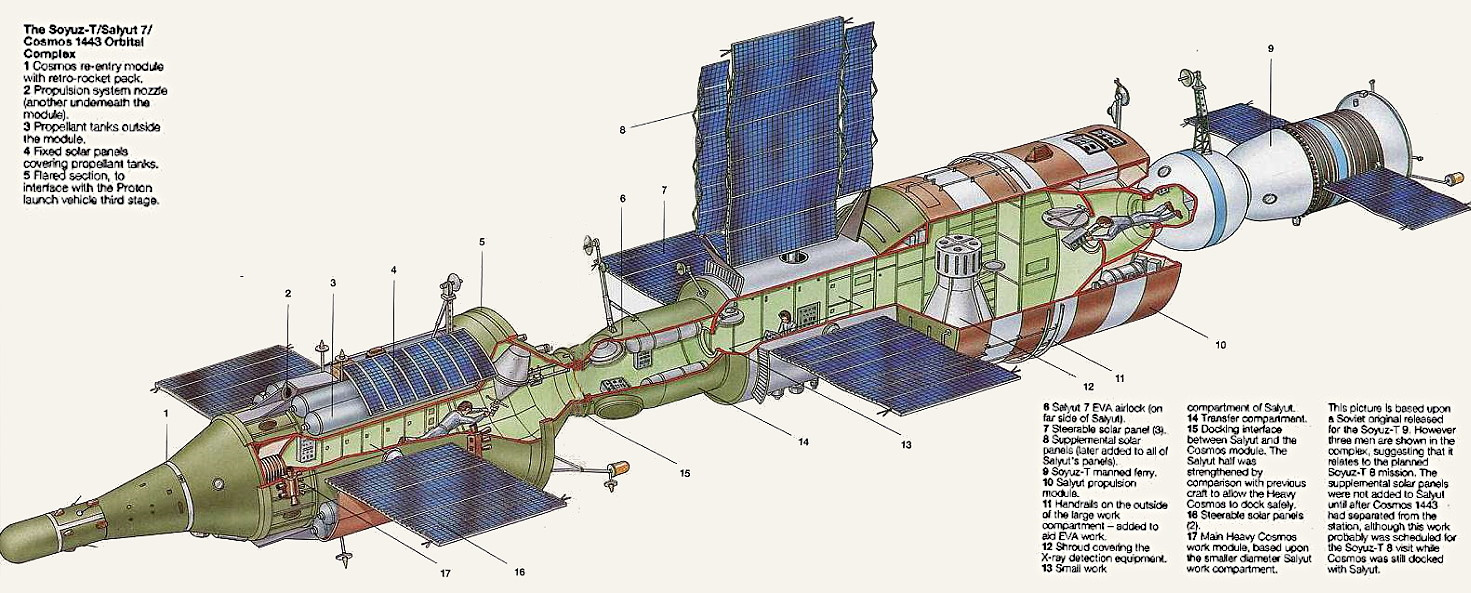 The Soyuz-T/Salyut 7/
Cosmos 1443 Orbital
Complex
1 Cosmos re-entry module
with retro-rocket pack.
2 Propulsion system nozzle
(another underneath the
module).
3 Propellant tanks outside
the module.
4 Fixed solar panels
covering propellant tanks.
5 Flared section, to
interface with the Proton
launch vehicle third stage.
9
8
7
6
5
4
3
2
1
10
11
12
13
14
15
16
17
6 Salyut 7 EVA airlock (on
far side of Salyut).
7 Steerable solar panel (3).
8 Supplemental solar
panels (later added to all of
Salyut's panels).
9 Soyuz-T manned ferry.
10 Salyut propulsion
module.
11 Handrails on the outside
of the large work
compartment – added to
aid EVA work.
12 Shroud covering the
X-ray detection equipment.
13 Small work
compartment of Salyut.
14 Transfer compartment.
15 Docking interface
between Salyut and the
Cosmos module. The
Salyut half was
strengthened by
comparison with previous
craft to allow the Heavy
Cosmos to dock safely.
16 Steerable solar panels
(2).
17 Main Heavy Cosmos
work module, based upon
the smaller diameter Salyut
work compartment.
This picture is based upon
a Soviet original released
for the Soyuz-T 9. However
three men are shown in the
complex, suggesting that it
relates to the planned
Soyuz-T 8 mission. The
supplemental solar panels
were not added to Salyut
until after Cosmos 1443
had separated from the
station, although this work
probably was scheduled for
the Soyuz-T 8 visit while
Cosmos was still docked
with Salyut.